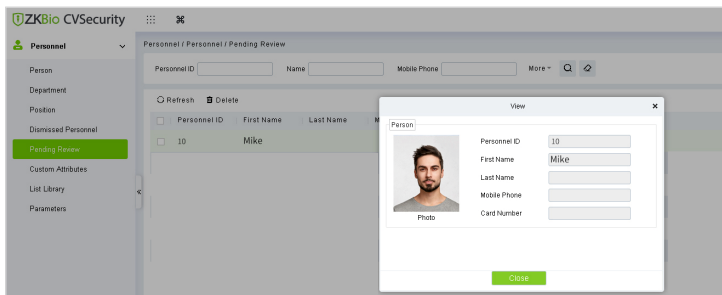 ZKBio CVSecurity
Personnel
Personnel / Personnel / Pending Review
Person
Department
Position
Dismissed Personnel
Pending Review
Custom Attributes
List Library
Parameters
Personnel ID Name Mobile Phone More
Refresh Delete
Personnel ID First Name Last Name M
10 Mike
View
Person
Personnel ID 10
First Name Mike
Last Name
Mobile Phone
Card Number
Photo
Close